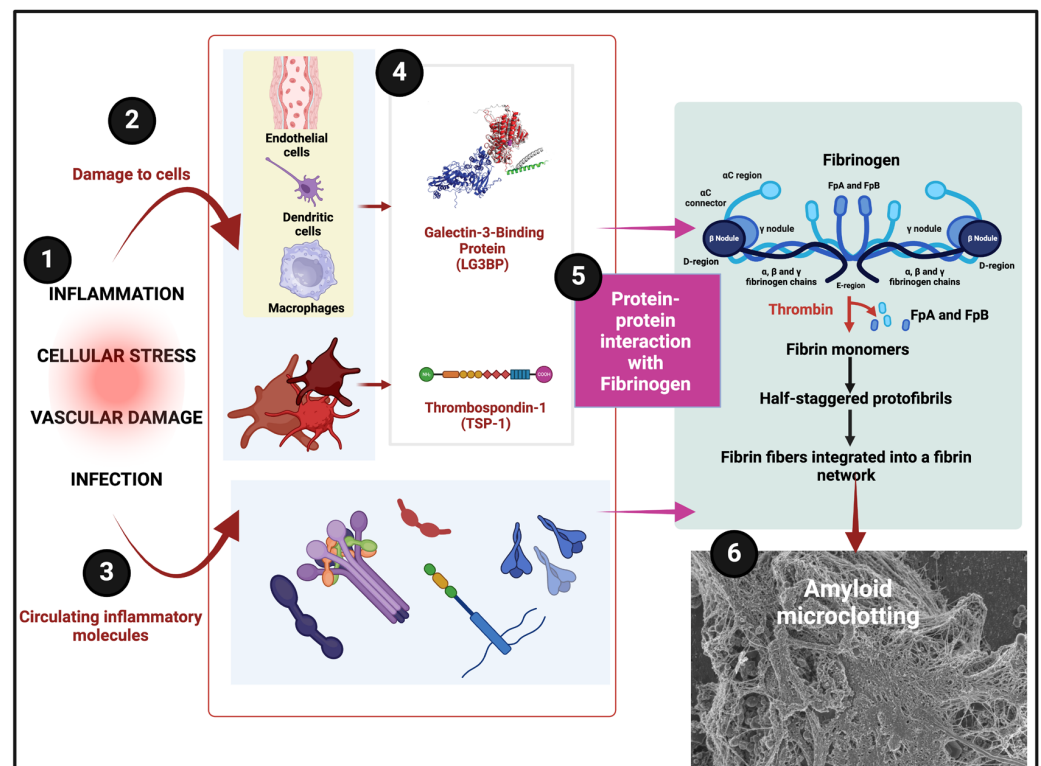 1
INFLAMMATION
CELLULAR STRESS
VASCULAR DAMAGE
INFECTION
2
Damage to cells
3
Circulating inflammatory
molecules
Endothelial
cells
Dendritic
cells
Macrophages
4
Galectin-3-Binding
Protein
(LG3BP)
NH₂
COOH
Thrombospondin-1
(TSP-1)
5
Protein-
protein
interaction
with
Fibrinogen
Fibrinogen
αC region
αC
connector
FpA and FpB
γ nodule
γ nodule
β Nodule
β Nodule
D-region
D-region
α, β and γ
fibrinogen chains
E-region
α, β and γ
fibrinogen chains
Thrombin
FpA and FpB
Fibrin monomers
Half-staggered protofibrils
Fibrin fibers integrated into a fibrin
network
6
Amyloid
microclotting